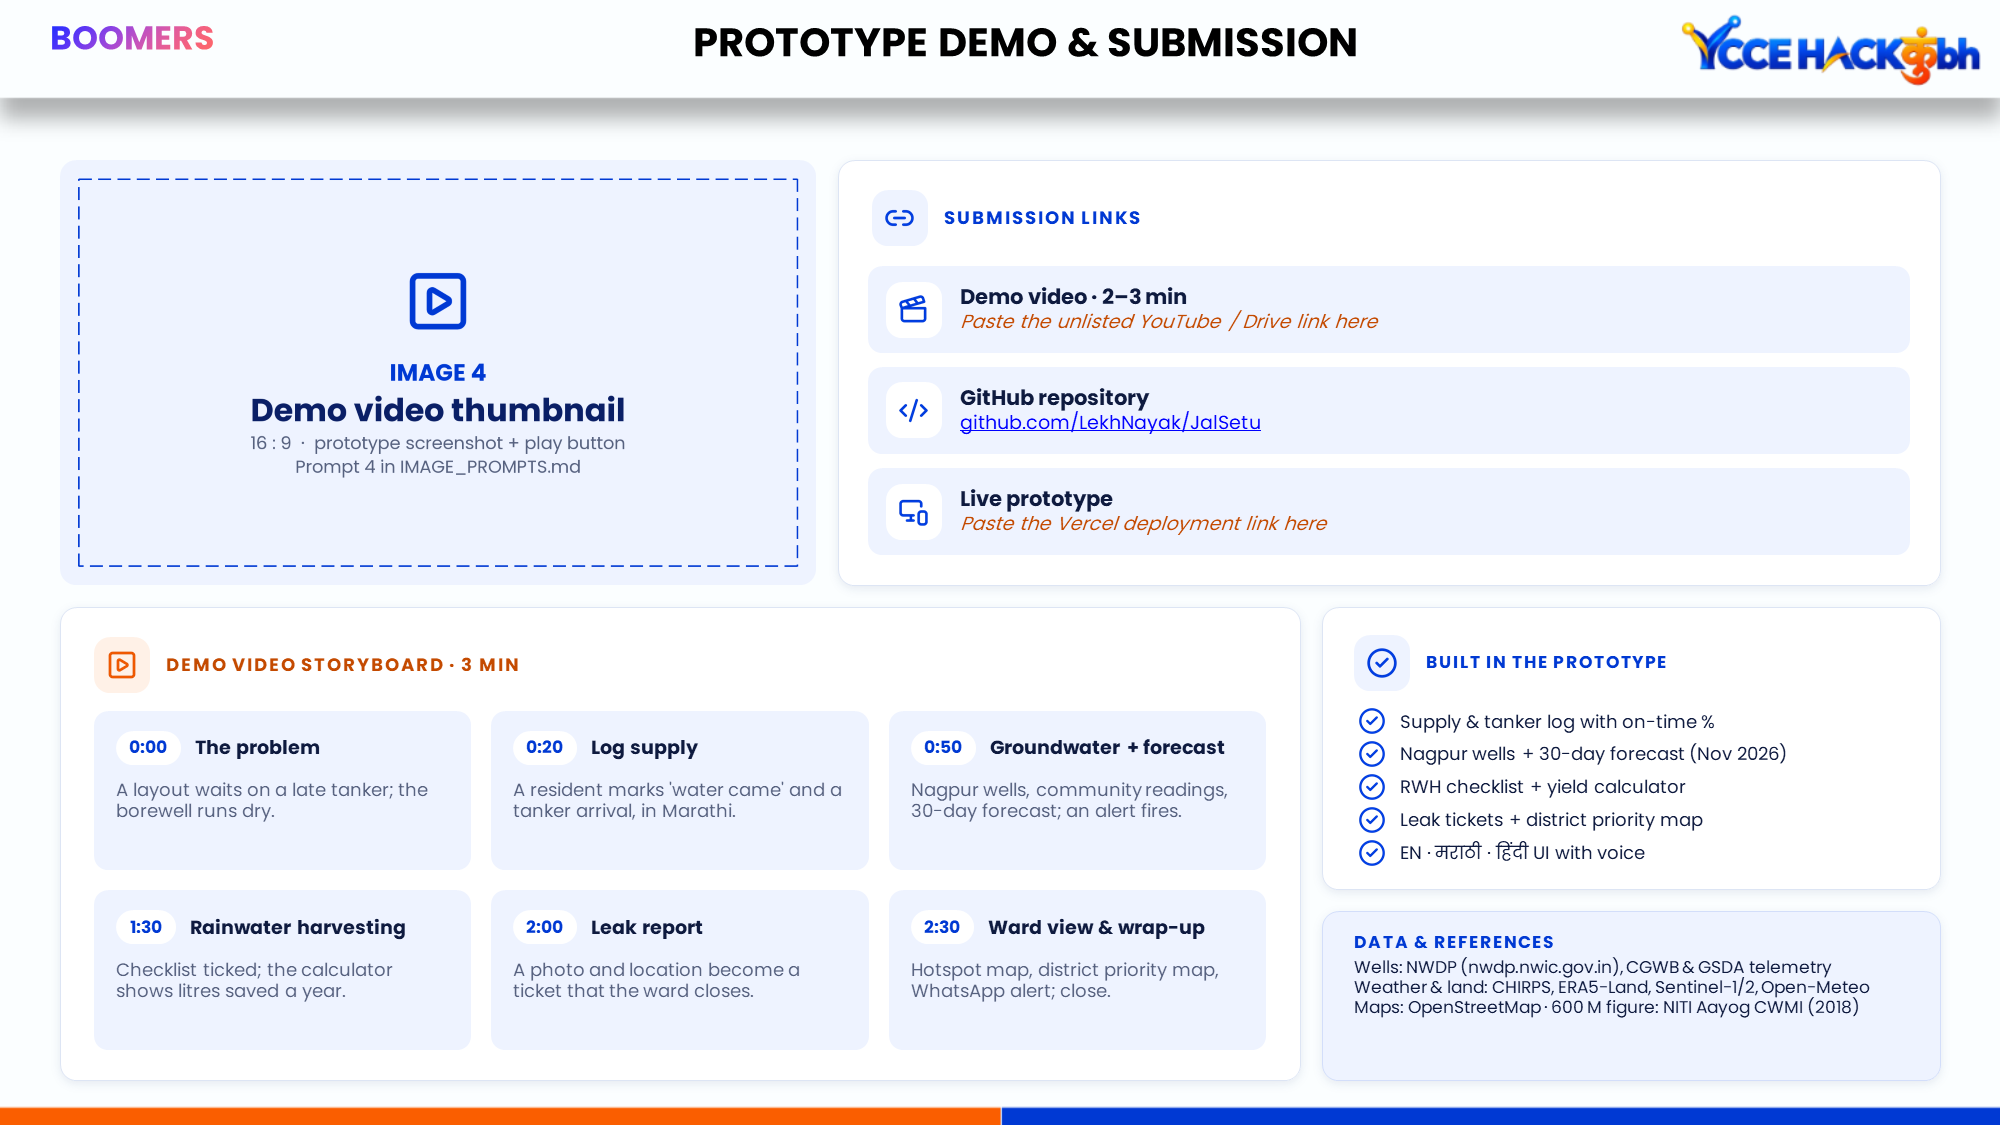 BOOMERS
PROTOTYPE DEMO & SUBMISSION
YCCE HACKकुंbh
IMAGE 4
Demo video thumbnail
16 : 9 · prototype screenshot + play button
Prompt 4 in IMAGE_PROMPTS.md
SUBMISSION LINKS
Demo video · 2–3 min
Paste the unlisted YouTube / Drive link here
GitHub repository
github.com/LekhNayak/JalSetu
Live prototype
Paste the Vercel deployment link here
DEMO VIDEO STORYBOARD · 3 MIN
0:00 The problem
A layout waits on a late tanker; the
borewell runs dry.
0:20 Log supply
A resident marks 'water came' and a
tanker arrival, in Marathi.
0:50 Groundwater + forecast
Nagpur wells, community readings,
30-day forecast; an alert fires.
1:30 Rainwater harvesting
Checklist ticked; the calculator
shows litres saved a year.
2:00 Leak report
A photo and location become a
ticket that the ward closes.
2:30 Ward view & wrap-up
Hotspot map, district priority map,
WhatsApp alert; close.
BUILT IN THE PROTOTYPE
Supply & tanker log with on-time %
Nagpur wells + 30-day forecast (Nov 2026)
RWH checklist + yield calculator
Leak tickets + district priority map
EN · मराठी · हिंदी UI with voice
DATA & REFERENCES
Wells: NWDP (nwdp.nwic.gov.in), CGWB & GSDA telemetry
Weather & land: CHIRPS, ERA5-Land, Sentinel-1/2, Open-Meteo
Maps: OpenStreetMap · 600 M figure: NITI Aayog CWMI (2018)